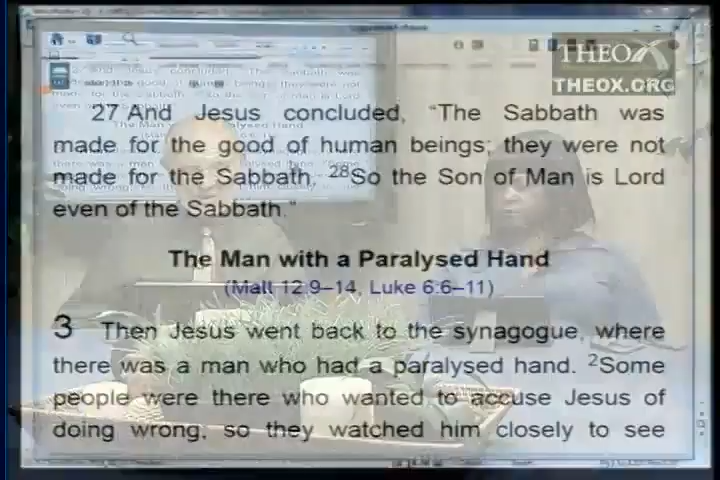 THEOX
THEOX.ORG
27 And Jesus concluded, “The Sabbath was
made for the good of human beings; they were not
made for the Sabbath. 28So the Son of Man is Lord
even of the Sabbath.”
The Man with a Paralysed Hand
(Matt 12.9–14, Luke 6.6–11)
3 Then Jesus went back to the synagogue, where
there was a man who had a paralysed hand. 2Some
people were there who wanted to accuse Jesus of
doing wrong, so they watched him closely to see